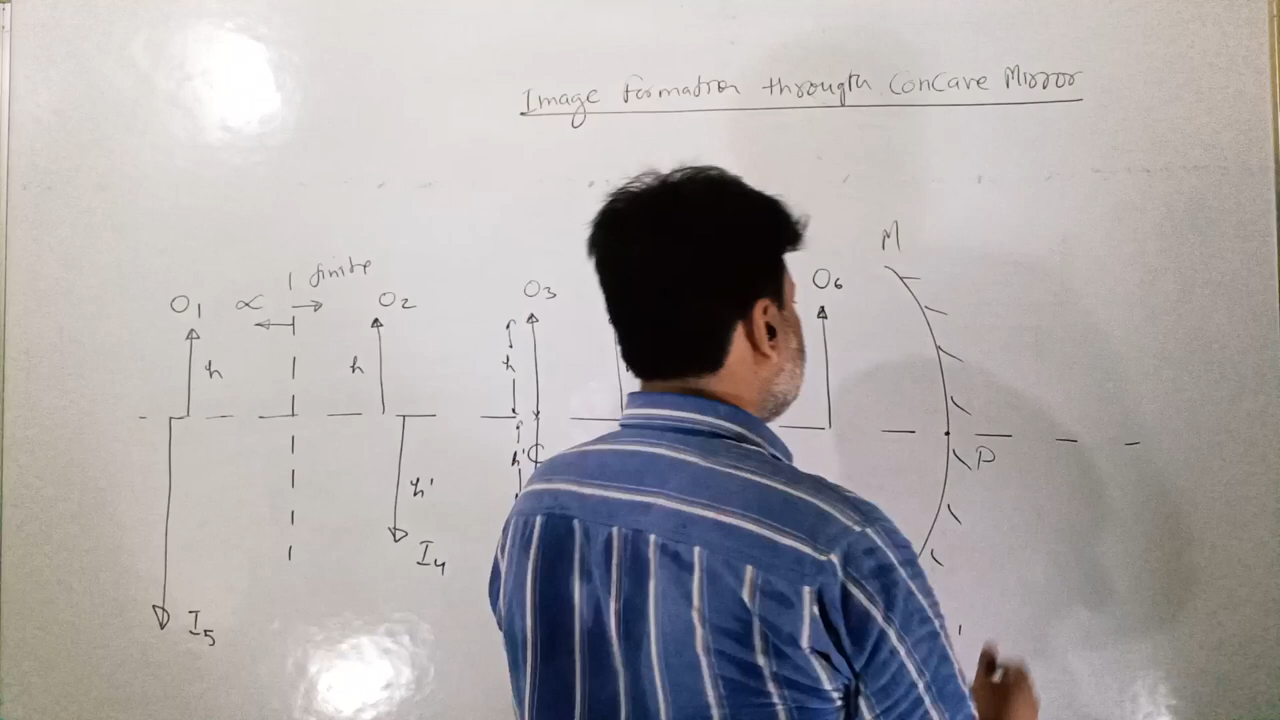 Image formation through Concave Mirror
M
finite
O1 ∝ O2 O3 O6
h h h
h' C P
h'
I4
I5